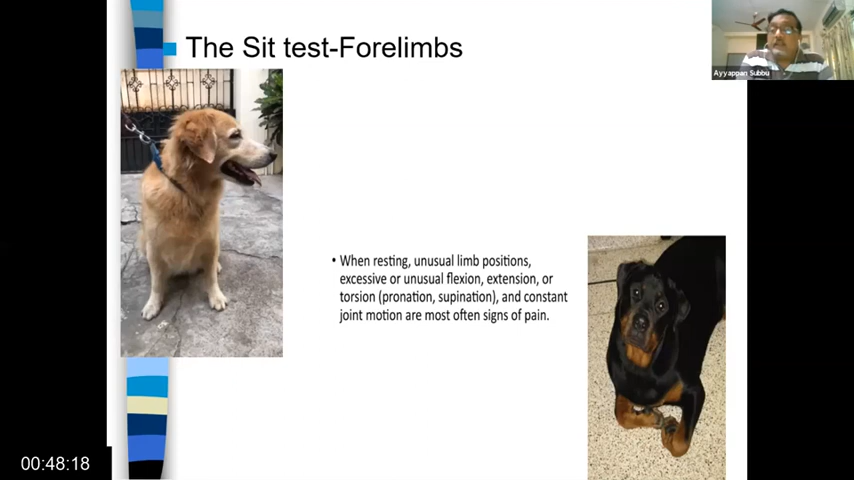 The Sit test-Forelimbs
Ayyappan Subbu
• When resting, unusual limb positions,
excessive or unusual flexion, extension, or
torsion (pronation, supination), and constant
joint motion are most often signs of pain.
00:48:18